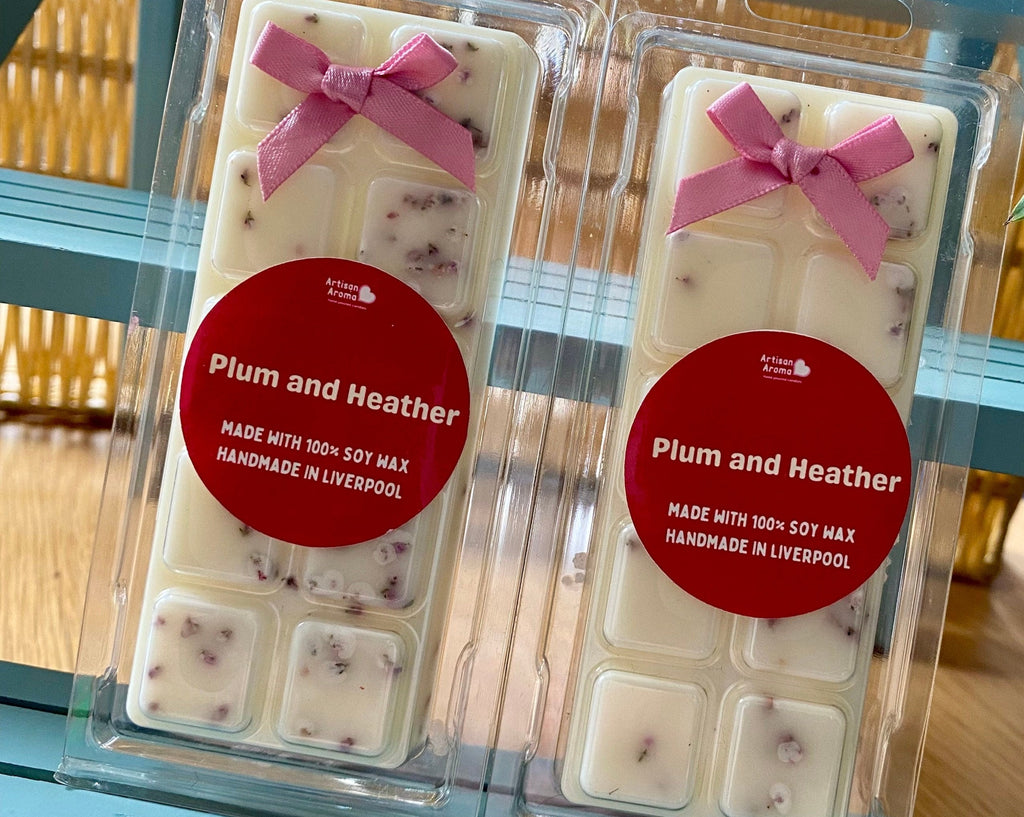 Artisan
Aroma
Plum and Heather
MADE WITH 100% SOY WAX
HANDMADE IN LIVERPOOL
Artisan
Aroma
Plum and Heather
MADE WITH 100% SOY WAX
HANDMADE IN LIVERPOOL